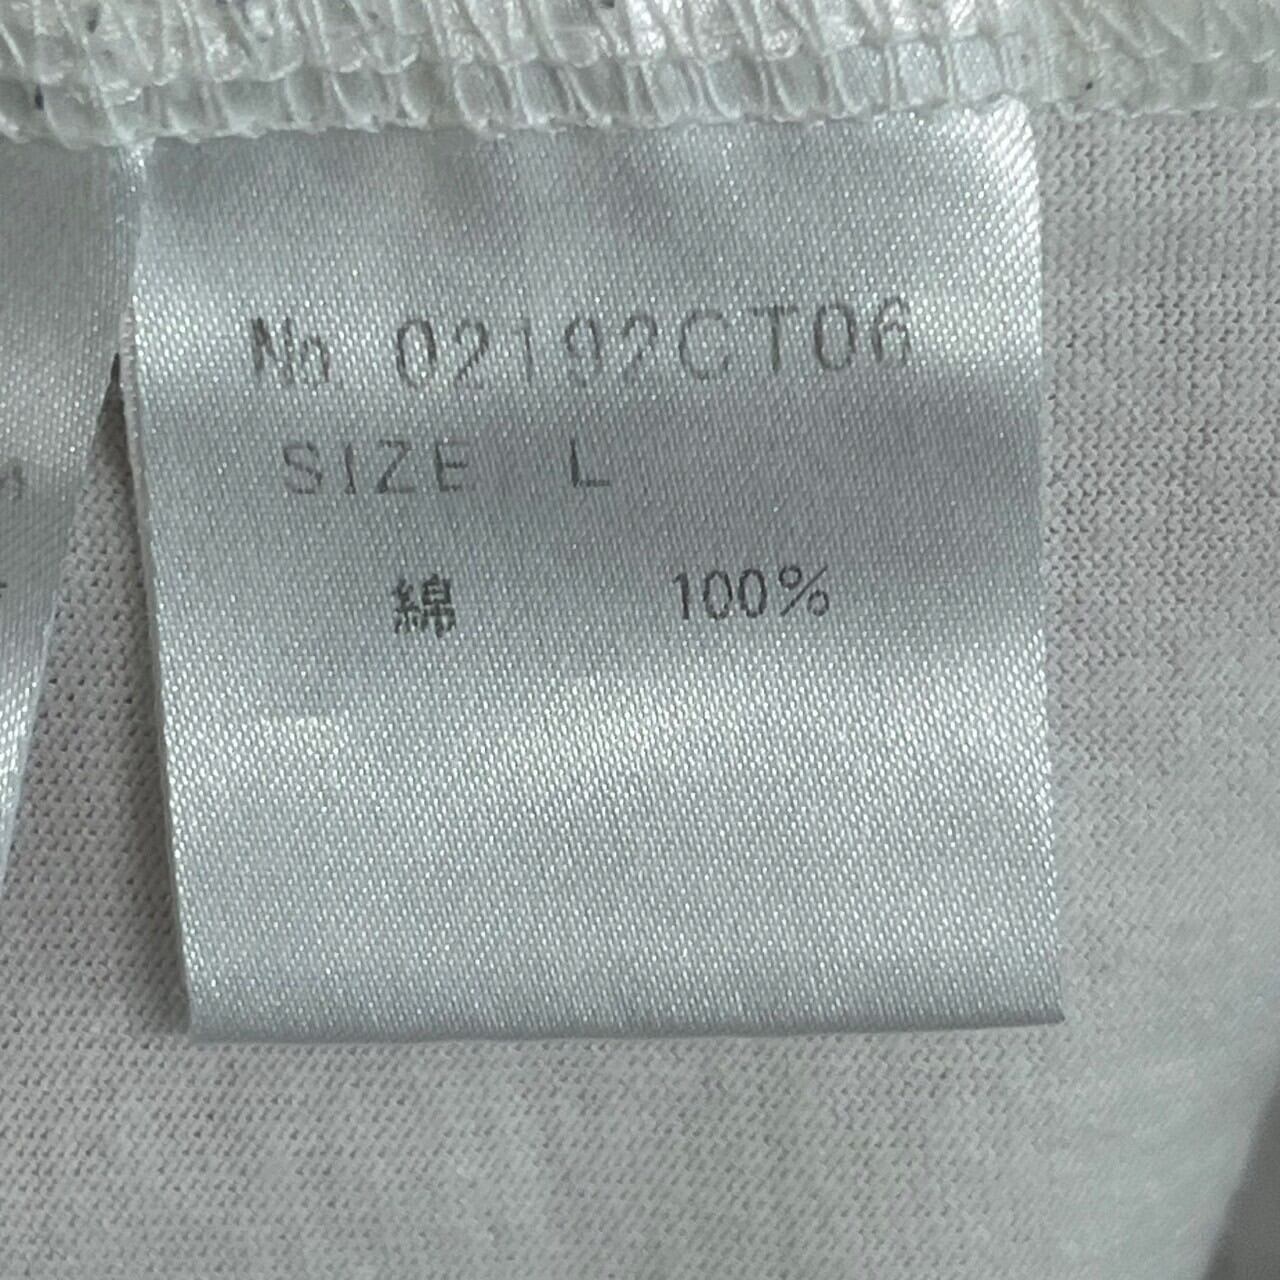 No. 02192CT06
SIZE L
綿 100%